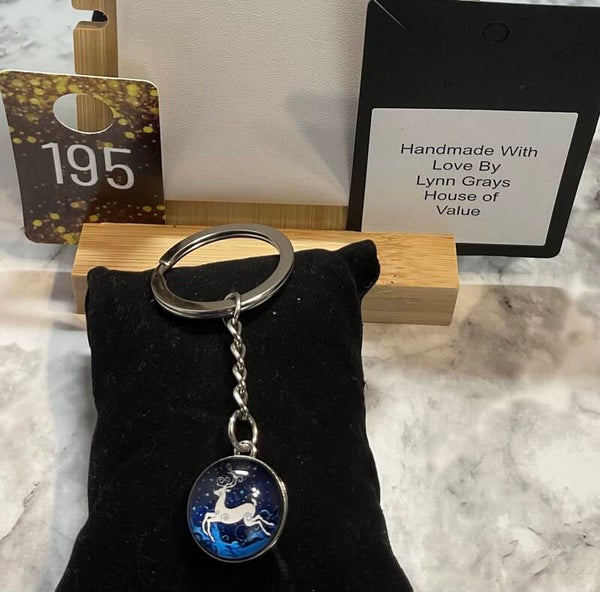 195
Handmade With
Love By
Lynn Grays
House of
Value